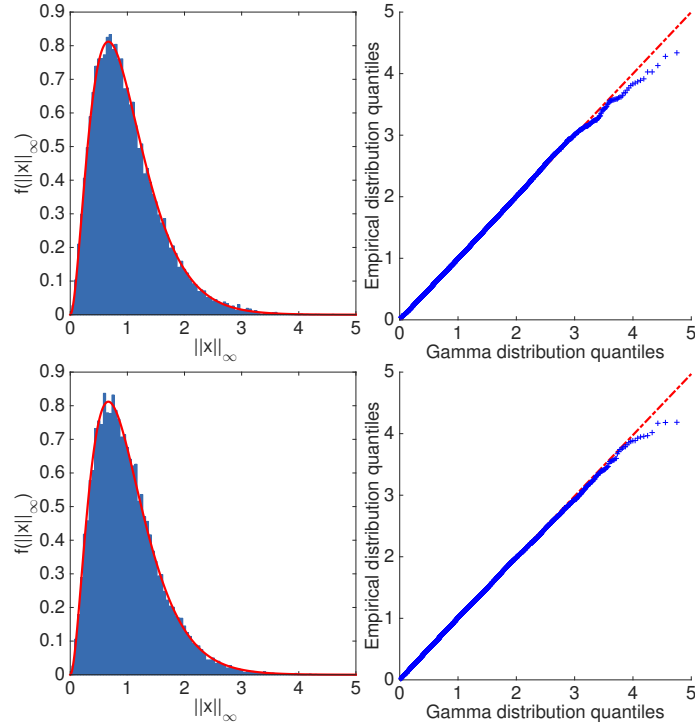 0.9
0.8
0.7
0.6
0.5
0.4
0.3
0.2
0.1
0
f(||x||∞)
0 1 2 3 4 5
||x||∞
5
4
3
2
1
0
Empirical distribution quantiles
0 1 2 3 4 5
Gamma distribution quantiles
0.9
0.8
0.7
0.6
0.5
0.4
0.3
0.2
0.1
0
f(||x||∞)
0 1 2 3 4 5
||x||∞
5
4
3
2
1
0
Empirical distribution quantiles
0 1 2 3 4 5
Gamma distribution quantiles